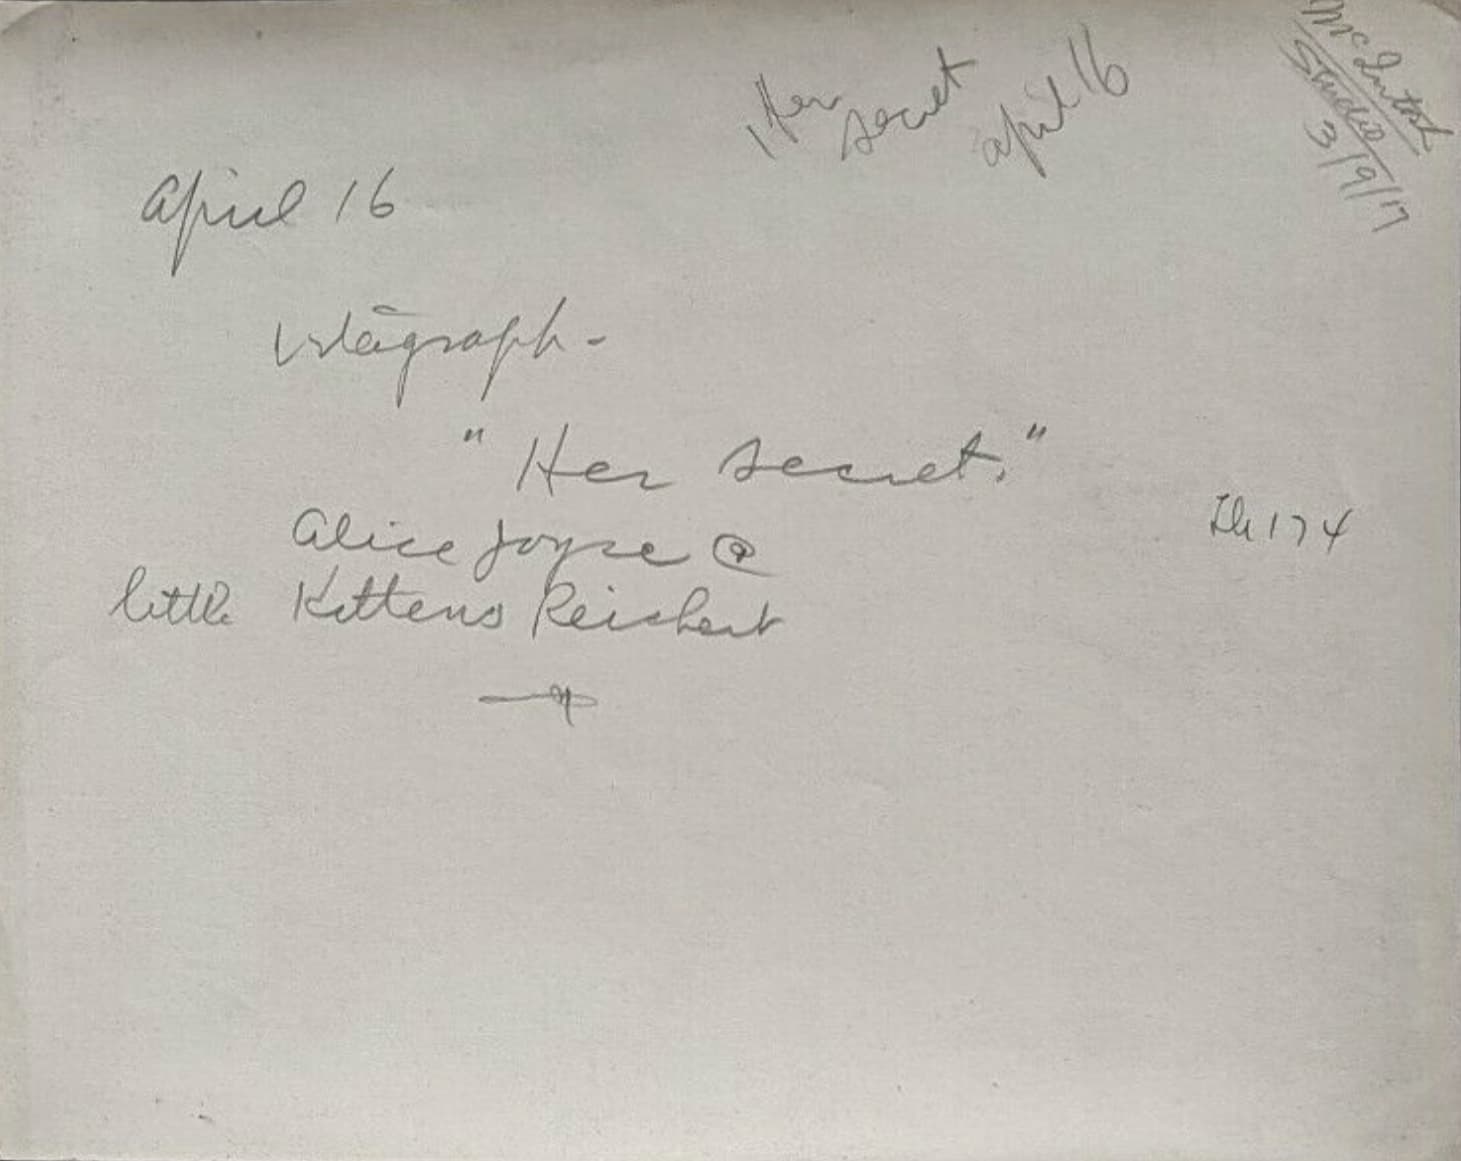 McIntosh
Studio
3/9/17
Her
secret
april 16
april 16
Vitagraph -
"Her secret."
Alice Joyce @
little Kittens Reichert
174